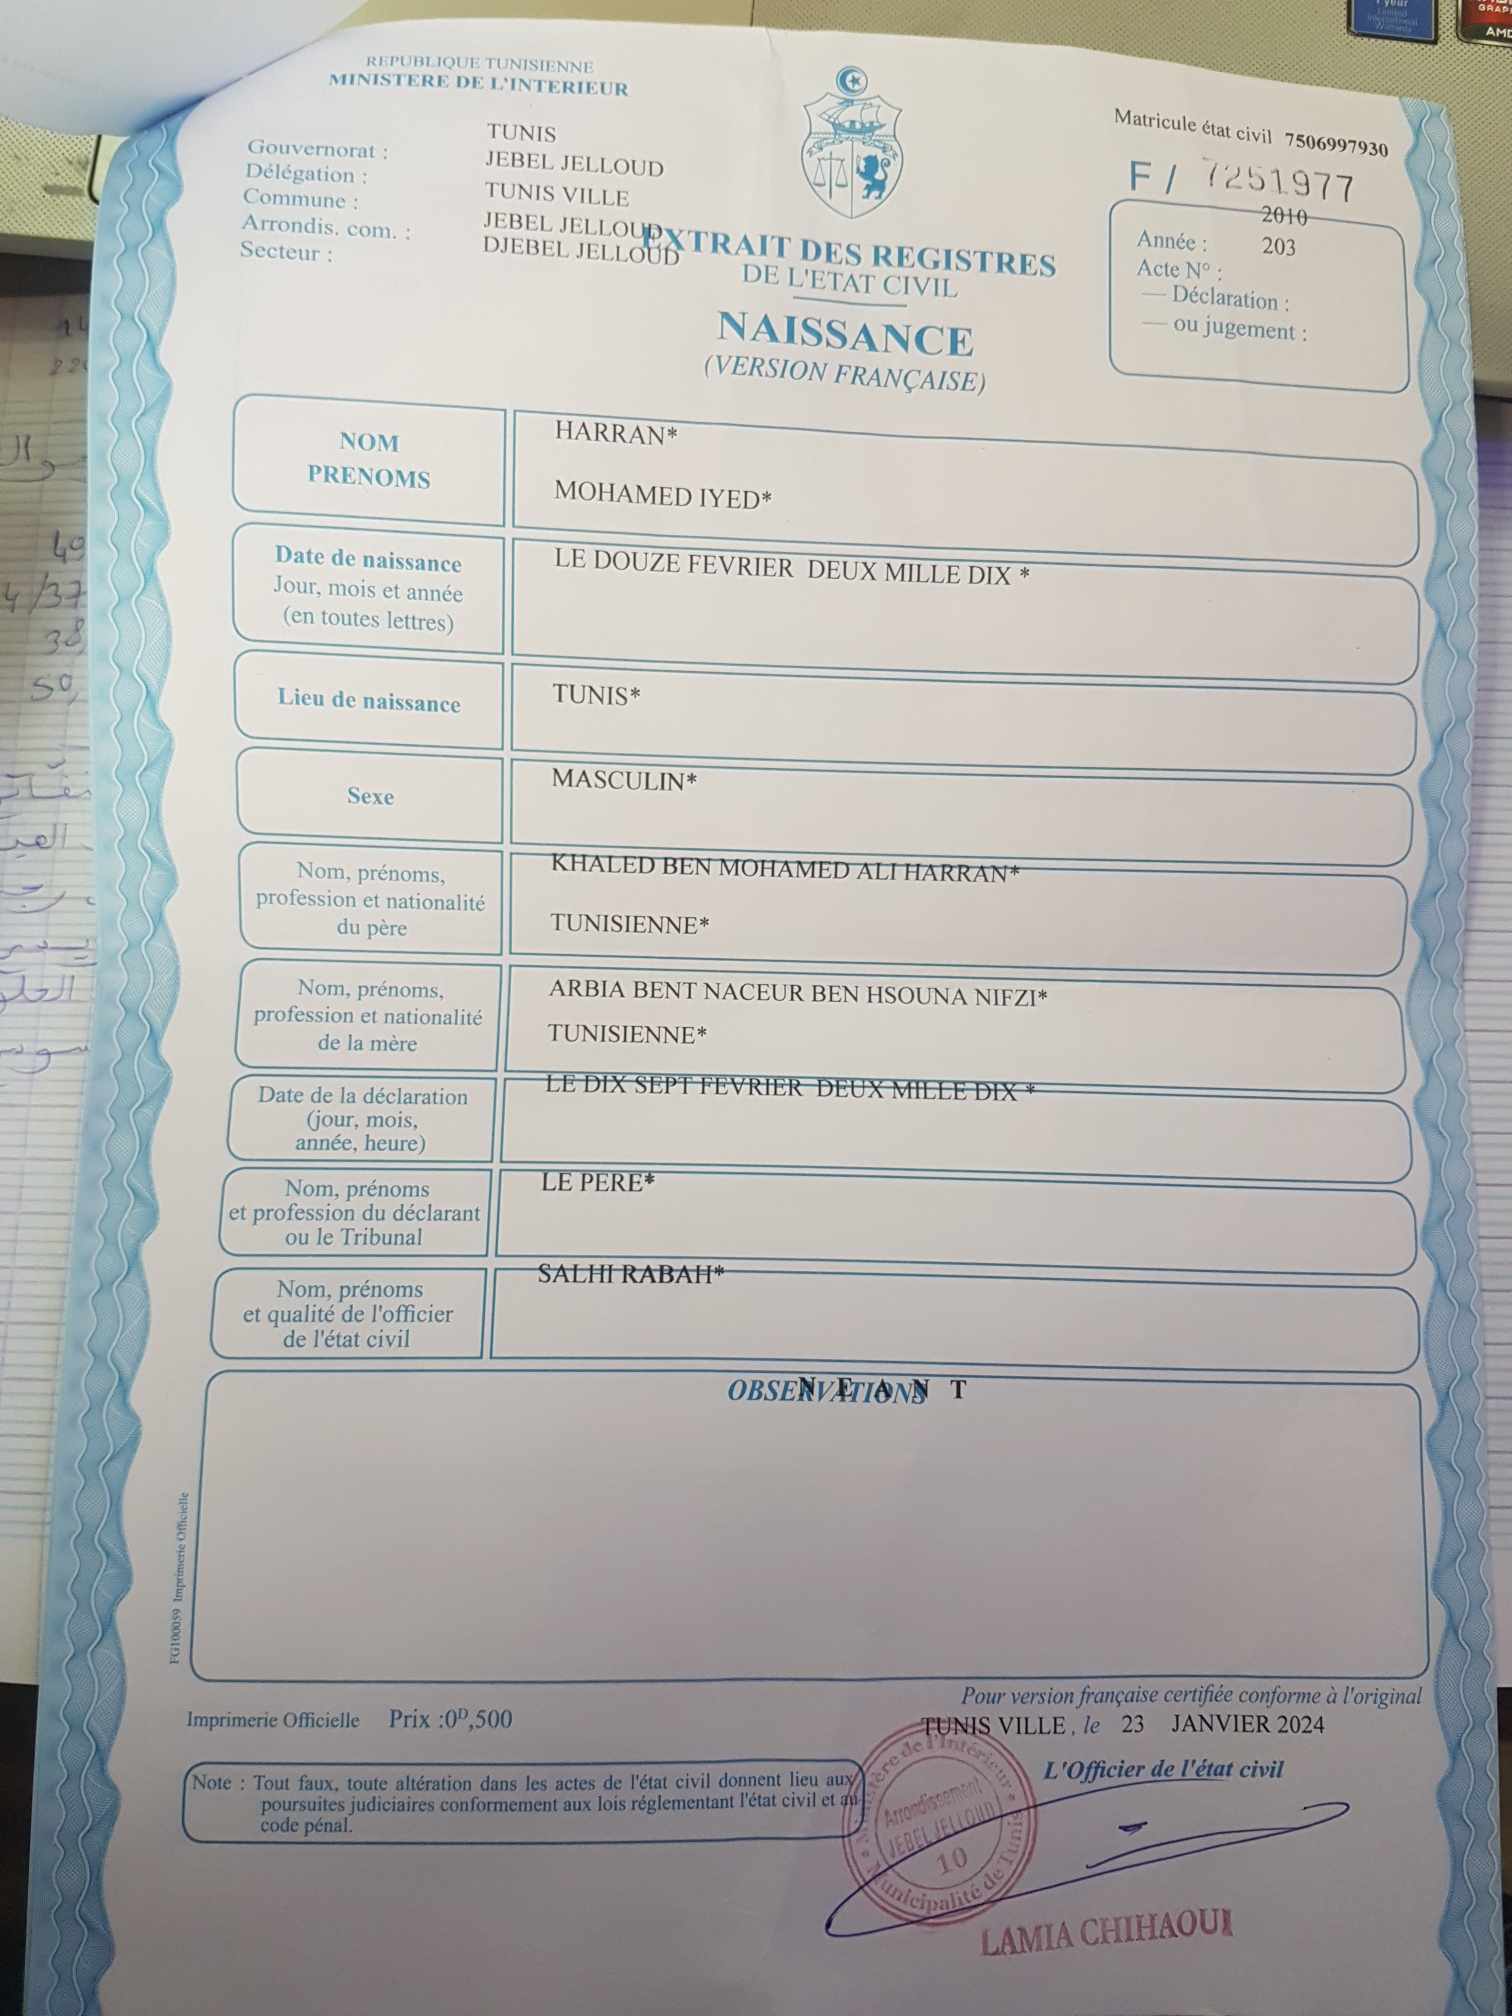 REPUBLIQUE TUNISIENNE
MINISTERE DE L'INTERIEUR
Gouvernorat : TUNIS
Délégation : JEBEL JELLOUD
Commune : TUNIS VILLE
Arrondis. com. : JEBEL JELLOUD
Secteur : DJEBEL JELLOUD
Matricule état civil 7506997930
F / 7251977
2010
Année : 203
Acte N° :
— Déclaration :
— ou jugement :
EXTRAIT DES REGISTRES
DE L'ETAT CIVIL
NAISSANCE
(VERSION FRANÇAISE)
NOM HARRAN*
PRENOMS MOHAMED IYED*
Date de naissance LE DOUZE FEVRIER DEUX MILLE DIX *
Jour, mois et année
(en toutes lettres)
Lieu de naissance TUNIS*
Sexe MASCULIN*
Nom, prénoms, KHALED BEN MOHAMED ALI HARRAN*
profession et nationalité
du père TUNISIENNE*
Nom, prénoms, ARBIA BENT NACEUR BEN HSOUNA NIFZI*
profession et nationalité
de la mère TUNISIENNE*
Date de la déclaration LE DIX SEPT FEVRIER DEUX MILLE DIX *
(jour, mois,
année, heure)
Nom, prénoms LE PERE*
et profession du déclarant
ou le Tribunal
Nom, prénoms SALHI RABAH*
et qualité de l'officier
de l'état civil
OBSERVATIONS
N E A N T
FG100059 Imprimerie Officielle
Pour version française certifiée conforme à l'original
Imprimerie Officielle Prix :0D,500
TUNIS VILLE , le 23 JANVIER 2024
L'Officier de l'état civil
Note : Tout faux, toute altération dans les actes de l'état civil donnent lieu aux
poursuites judiciaires conformement aux lois réglementant l'état civil et au
code pénal.
Ministère de l'Intérieur
Arrondissement
JEBEL JELLOUD
10
Municipalité de Tunis
LAMIA CHIHAOUI
40
4/37
38
50